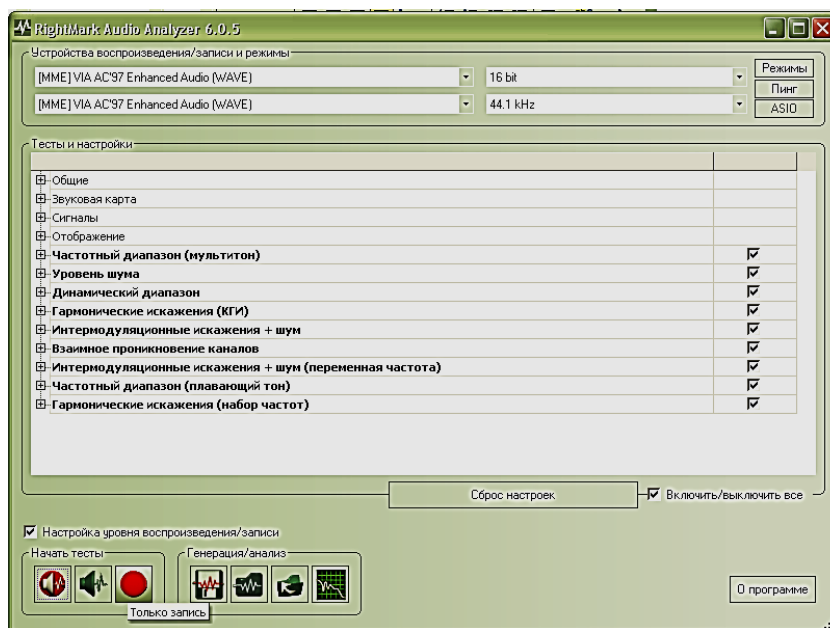 RightMark Audio Analyzer 6.0.5
Устройства воспроизведения/записи и режимы
[MME] VIA AC'97 Enhanced Audio (WAVE) 16 bit Режимы
Пинг
[MME] VIA AC'97 Enhanced Audio (WAVE) 44.1 kHz ASIO
Тесты и настройки
Общие
Звуковая карта
Сигналы
Отображение
Частотный диапазон (мультитон)
Уровень шума
Динамический диапазон
Гармонические искажения (КГИ)
Интермодуляционные искажения + шум
Взаимное проникновение каналов
Интермодуляционные искажения + шум (переменная частота)
Частотный диапазон (плавающий тон)
Гармонические искажения (набор частот)
Сброс настроек Включить/выключить все
Настройка уровня воспроизведения/записи
Начать тесты Генерация/анализ
О программе
Только запись